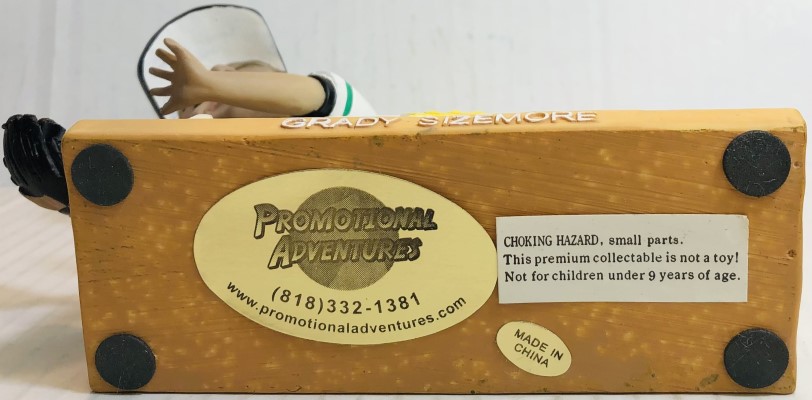 GRADY SIZEMORE
PROMOTIONAL
ADVENTURES
(818)332-1381
www.promotionaladventures.com
CHOKING HAZARD, small parts.
This premium collectable is not a toy!
Not for children under 9 years of age.
MADE IN
CHINA